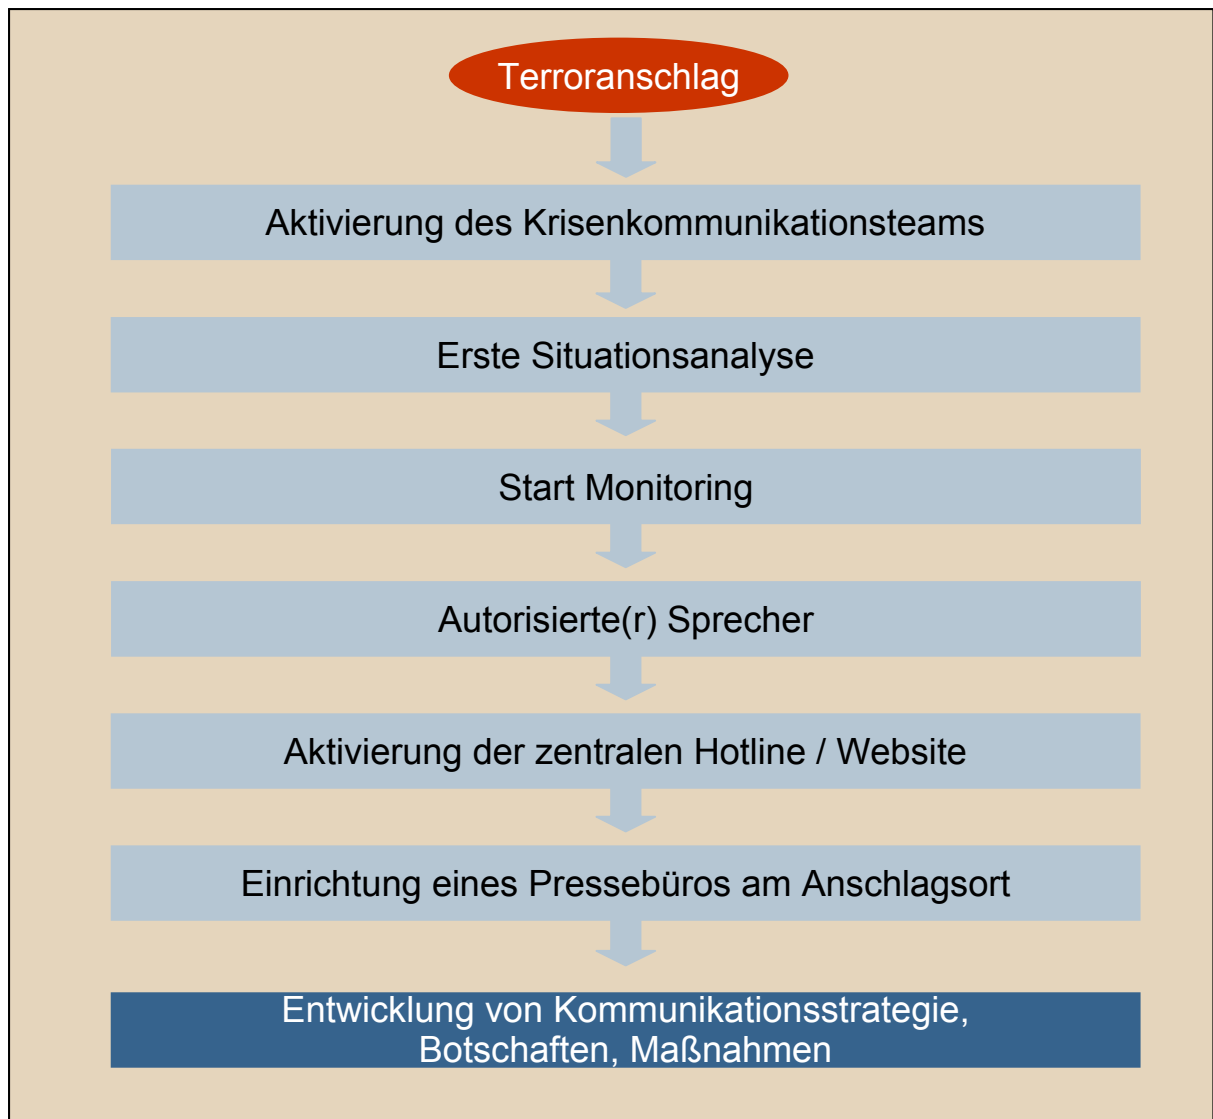 Terroranschlag
Aktivierung des Krisenkommunikationsteams
Erste Situationsanalyse
Start Monitoring
Autorisierte(r) Sprecher
Aktivierung der zentralen Hotline / Website
Einrichtung eines Pressebüros am Anschlagsort
Entwicklung von Kommunikationsstrategie,
Botschaften, Maßnahmen